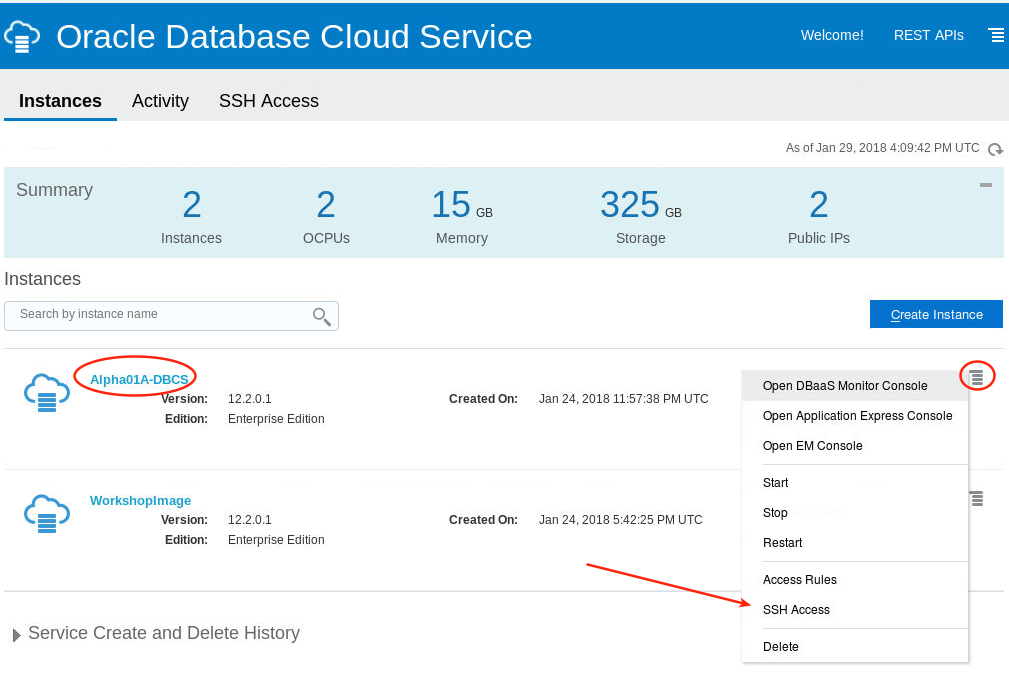 Oracle Database Cloud Service
Welcome! REST APIs
Instances Activity SSH Access
As of Jan 29, 2018 4:09:42 PM UTC
Summary
2 2 15 GB 325 GB 2
Instances OCPUs Memory Storage Public IPs
Instances
Search by instance name
Create Instance
Alpha01A-DBCS
Version: 12.2.0.1 Created On: Jan 24, 2018 11:57:38 PM UTC
Edition: Enterprise Edition
WorkshopImage
Version: 12.2.0.1 Created On: Jan 24, 2018 5:42:25 PM UTC
Edition: Enterprise Edition
Open DBaaS Monitor Console
Open Application Express Console
Open EM Console
Start
Stop
Restart
Access Rules
SSH Access
Delete
Service Create and Delete History